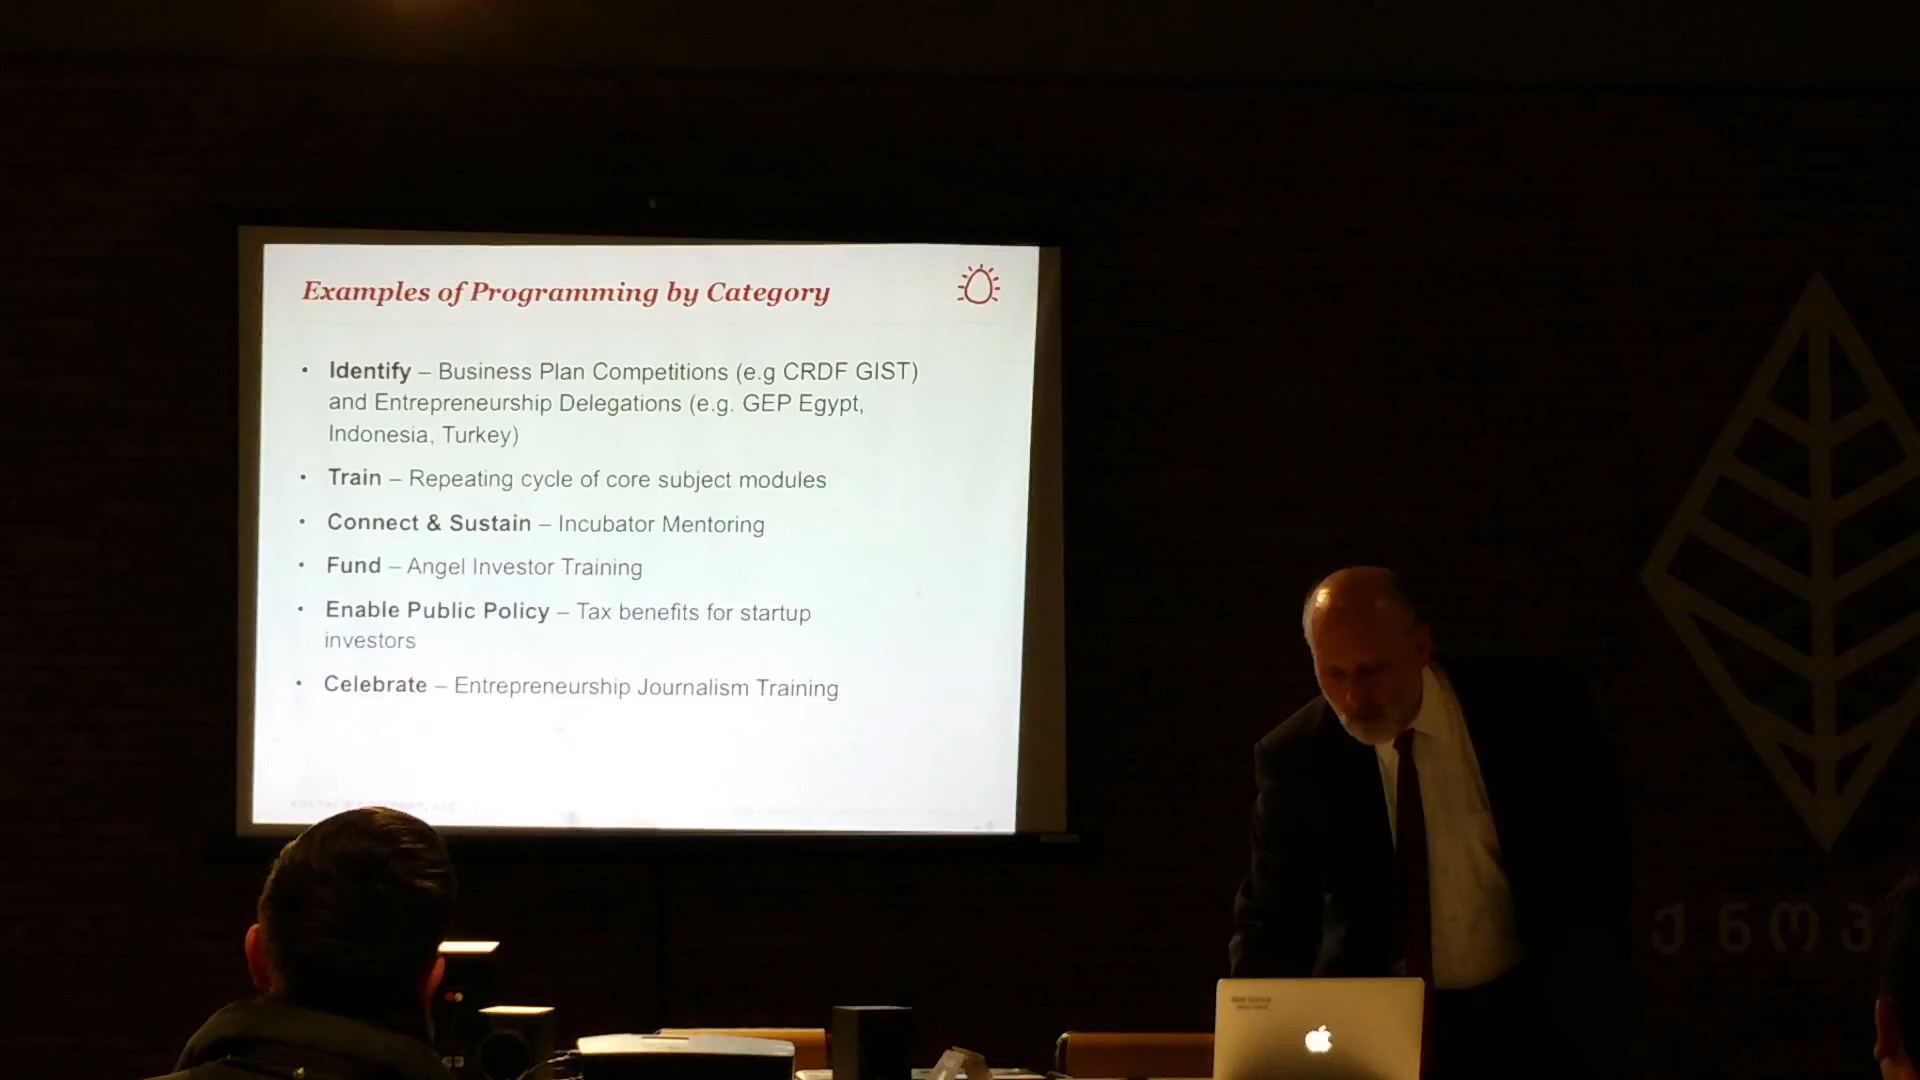 Examples of Programming by Category
• Identify – Business Plan Competitions (e.g CRDF GIST)
and Entrepreneurship Delegations (e.g. GEP Egypt,
Indonesia, Turkey)
• Train – Repeating cycle of core subject modules
• Connect & Sustain – Incubator Mentoring
• Fund – Angel Investor Training
• Enable Public Policy – Tax benefits for startup
investors
• Celebrate – Entrepreneurship Journalism Training
LLC